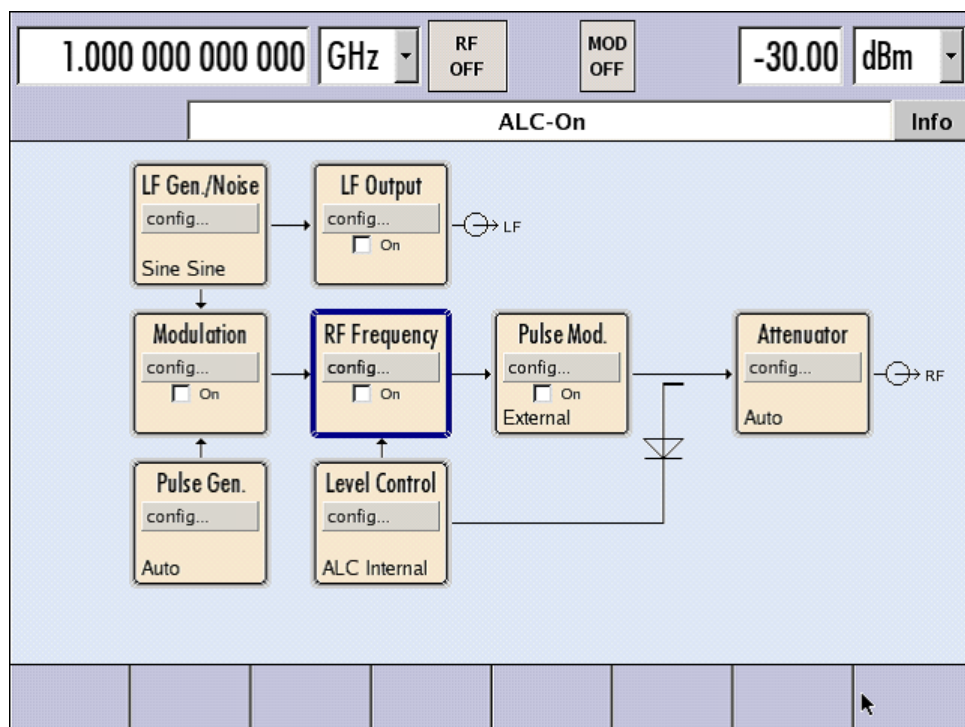 1.000 000 000 000 GHz RF OFF MOD OFF -30.00 dBm
ALC-On Info
LF Gen./Noise
config...
Sine Sine
LF Output
config...
On
LF
Modulation
config...
On
RF Frequency
config...
On
Pulse Mod.
config...
On
External
Attenuator
config...
Auto
RF
Pulse Gen.
config...
Auto
Level Control
config...
ALC Internal